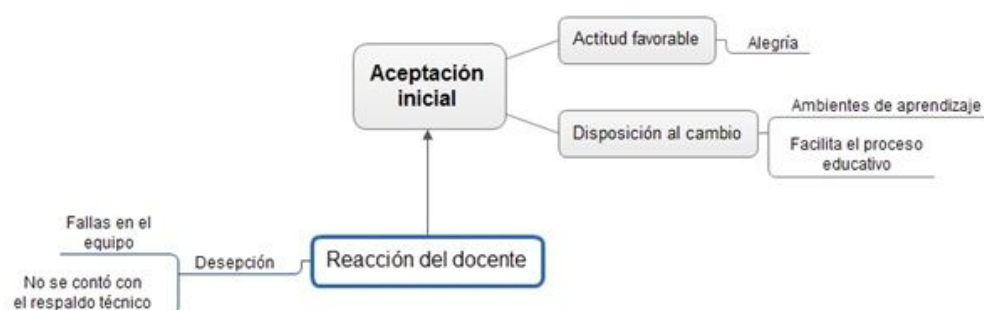 Actitud favorable
Alegría
Aceptación
inicial
Disposición al cambio
Ambientes de aprendizaje
Facilita el proceso
educativo
Fallas en el
equipo
Desepción
Reacción del docente
No se contó con
el respaldo técnico